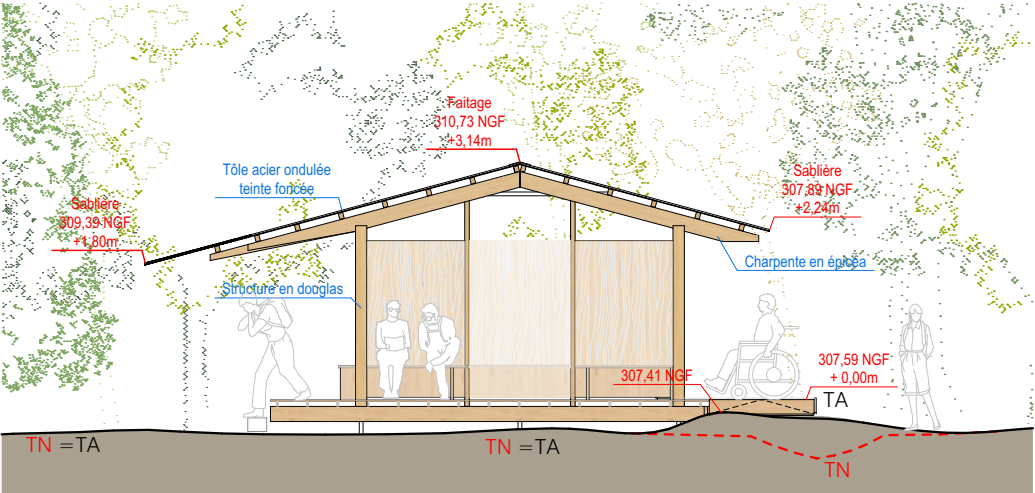 Faitage
310,73 NGF
+3,14m
Tôle acier ondulée
teinte foncée
Sablière
307,89 NGF
+2,24m
Sablière
309,39 NGF
+1,80m
Charpente en épicéa
Structure en douglas
307,41 NGF
307,59 NGF
+ 0,00m
TA
TN =TA
TN =TA
TN